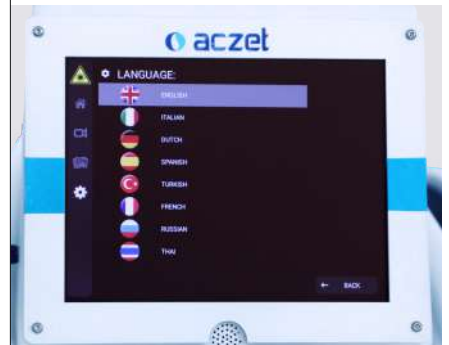 aczet
LANGUAGE:
ENGLISH
ITALIAN
DUTCH
SPANISH
TURKISH
FRENCH
RUSSIAN
THAI
← BACK